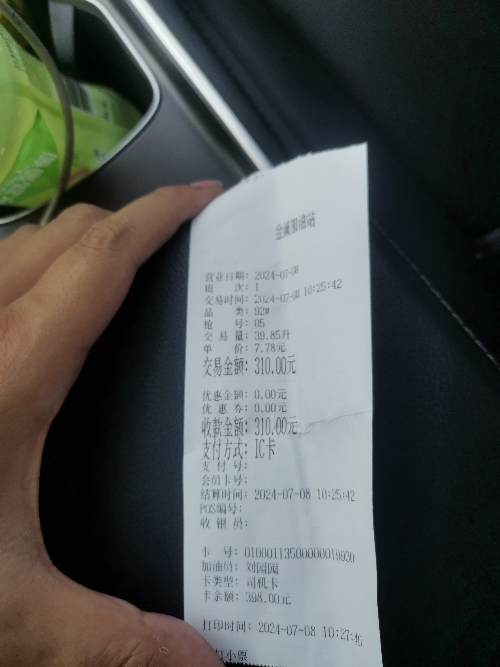 金诚加油站
营业日期: 2024-07-08
班 次: 1
交易时间: 2024-07-08 10:25:42
品 类: 92#
枪 号: 05
交 易 量: 39.85升
单 价: 7.78元
交易金额: 310.00元
优惠金额: 0.00元
优 惠 券: 0.00元
收款金额: 310.00元
支付方式: IC卡
支 付 号:
会员卡号:
结算时间: 2024-07-08 10:25:42
POS编号:
收 银 员:
卡 号: 010001135000000019930
加油员: 刘园园
卡类型: 司机卡
卡余额: 398.00元
打印时间: 2024-07-08 10:27:46
小票